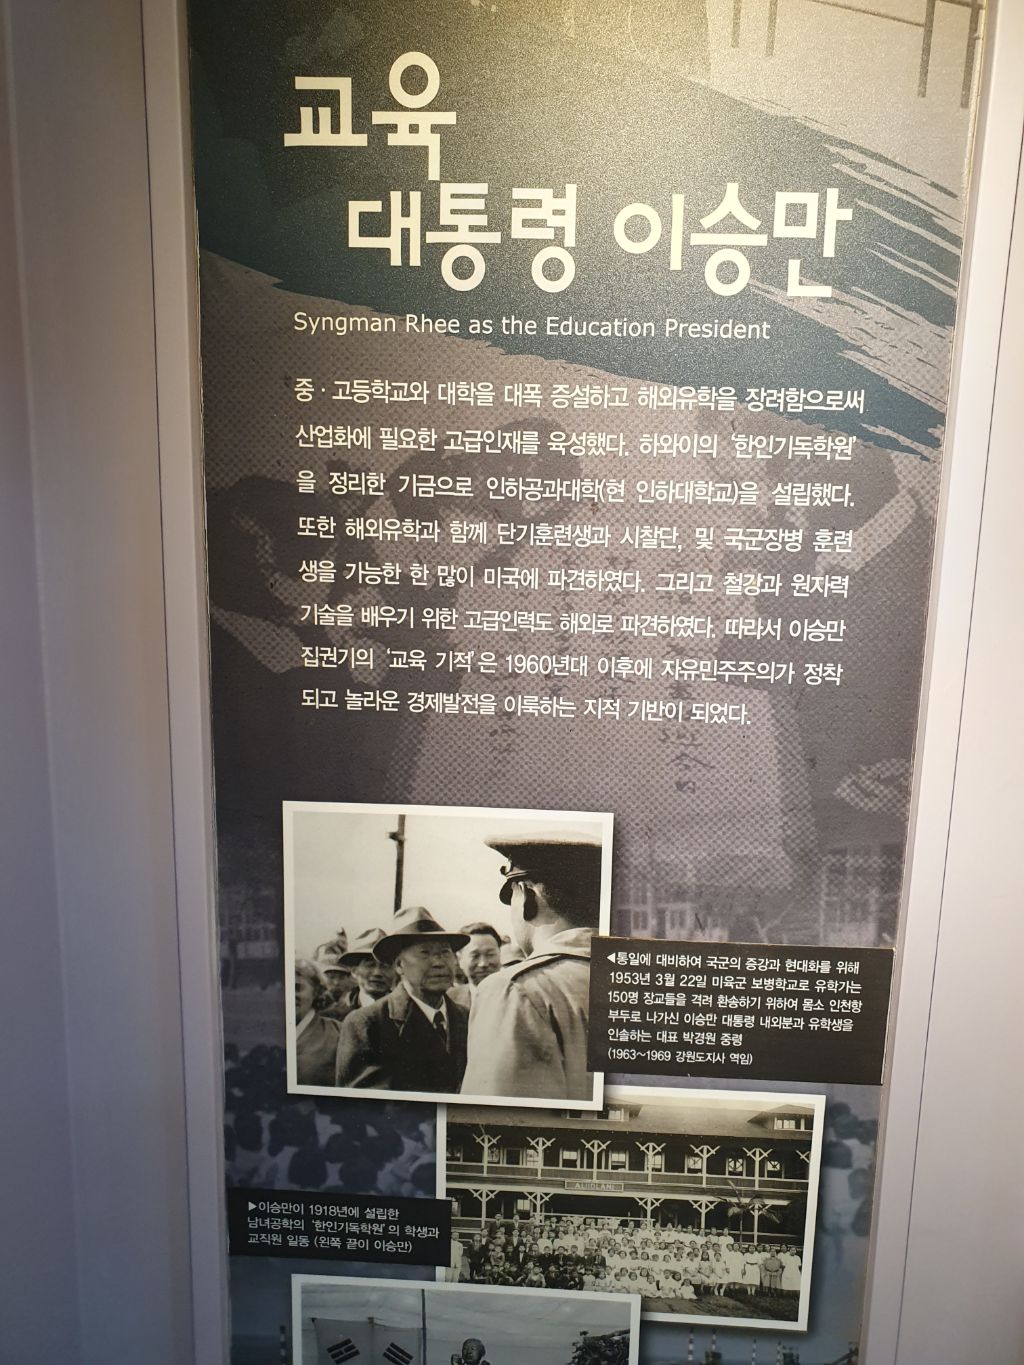 교육
대통령 이승만
Syngman Rhee as the Education President
중·고등학교와 대학을 대폭 증설하고 해외유학을 장려함으로써
산업화에 필요한 고급인재를 육성했다. 하와이의 '한인기독학원'
을 정리한 기금으로 인하공과대학(현 인하대학교)을 설립했다.
또한 해외유학과 함께 단기훈련생과 시찰단, 및 국군장병 훈련
생을 가능한 한 많이 미국에 파견하였다. 그리고 철강과 원자력
기술을 배우기 위한 고급인력도 해외로 파견하였다. 따라서 이승만
집권기의 '교육 기적'은 1960년대 이후에 자유민주주의가 정착
되고 놀라운 경제발전을 이룩하는 지적 기반이 되었다.
◀통일에 대비하여 국군의 증강과 현대화를 위해
1953년 3월 22일 미육군 보병학교로 유학가는
150명 장교들을 격려 환송하기 위하여 몸소 인천항
부두로 나가신 이승만 대통령 내외분과 유학생을
인솔하는 대표 박경원 중령
(1963~1969 강원도지사 역임)
ALIIOLANI
▶이승만이 1918년에 설립한
남녀공학의 '한인기독학원'의 학생과
교직원 일동 (왼쪽 끝이 이승만)